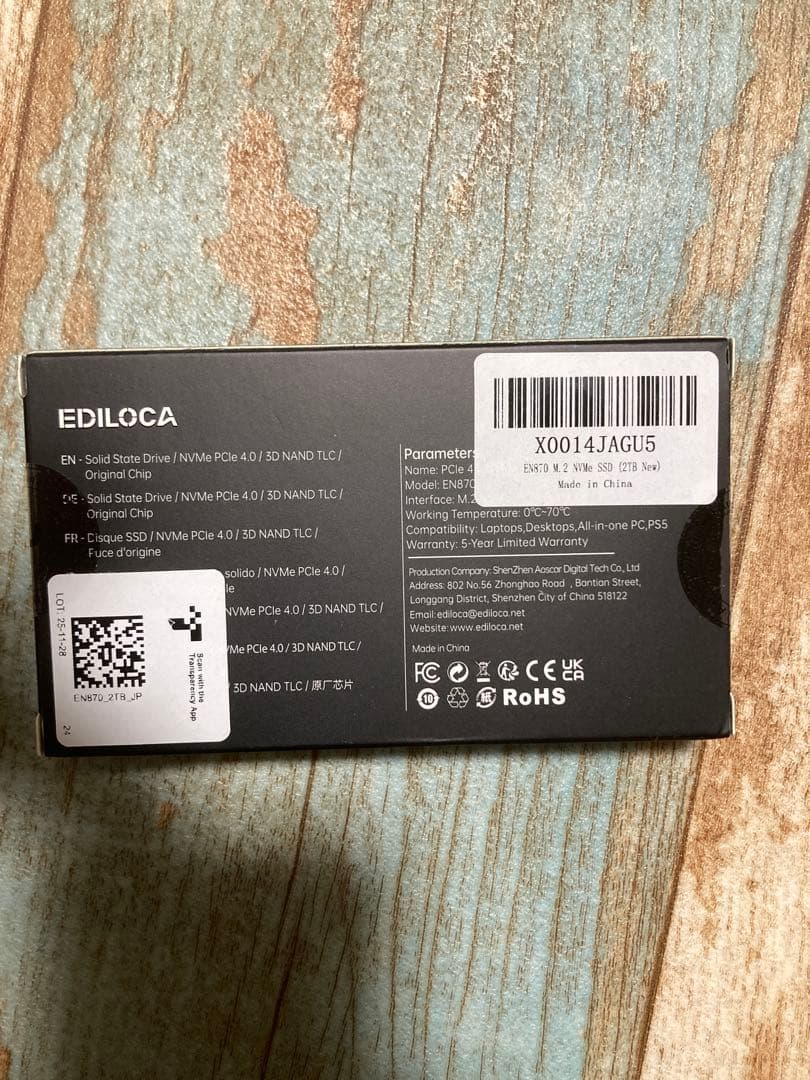 EDILOCA
EN - Solid State Drive / NVMe PCIe 4.0 / 3D NAND TLC /
Original Chip
DE - Solid State Drive / NVMe PCIe 4.0 / 3D NAND TLC /
Original Chip
FR - Disque SSD / NVMe PCIe 4.0 / 3D NAND TLC /
Puce d'origine
solido / NVMe PCIe 4.0 /
le
NVMe PCIe 4.0 / 3D NAND TLC /
PCIe 4.0 / 3D NAND TLC /
3D NAND TLC / 原厂芯片
LOT: 25-11-28
EN870_2TB_JP
Scan with the
Transparency App
24
X0014JAGU5
EN870 M.2 NVMe SSD (2TB New)
Made in China
Parameters
Name: PCIe 4
Model: EN870
Interface: M.2
Working Temperature: 0℃~70℃
Compatibility: Laptops,Desktops,All-in-one PC,PS5
Warranty: 5-Year Limited Warranty
Production Company: ShenZhen Aoscar Digital Tech Co., Ltd
Address: 802 No.56 Zhonghao Road , Bantian Street,
Longgang District, Shenzhen City of China 518122
Email: ediloca@ediloca.net
Website: www.ediloca.net
Made in China
FC CE UK
CA
10 RoHS